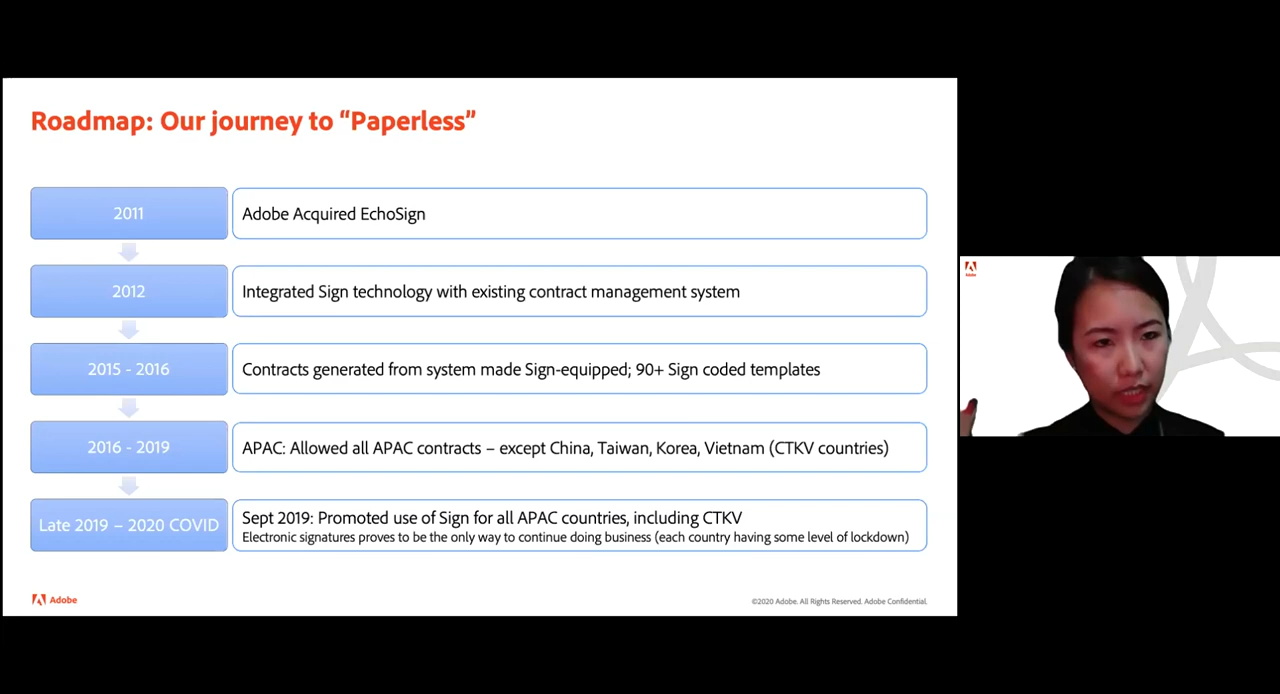 Roadmap: Our journey to “Paperless”
2011
Adobe Acquired EchoSign
2012
Integrated Sign technology with existing contract management system
2015 - 2016
Contracts generated from system made Sign-equipped; 90+ Sign coded templates
2016 - 2019
APAC: Allowed all APAC contracts – except China, Taiwan, Korea, Vietnam (CTKV countries)
Late 2019 – 2020 COVID
Sept 2019: Promoted use of Sign for all APAC countries, including CTKV
Electronic signatures proves to be the only way to continue doing business (each country having some level of lockdown)
Adobe
©2020 Adobe. All Rights Reserved. Adobe Confidential.
Adobe